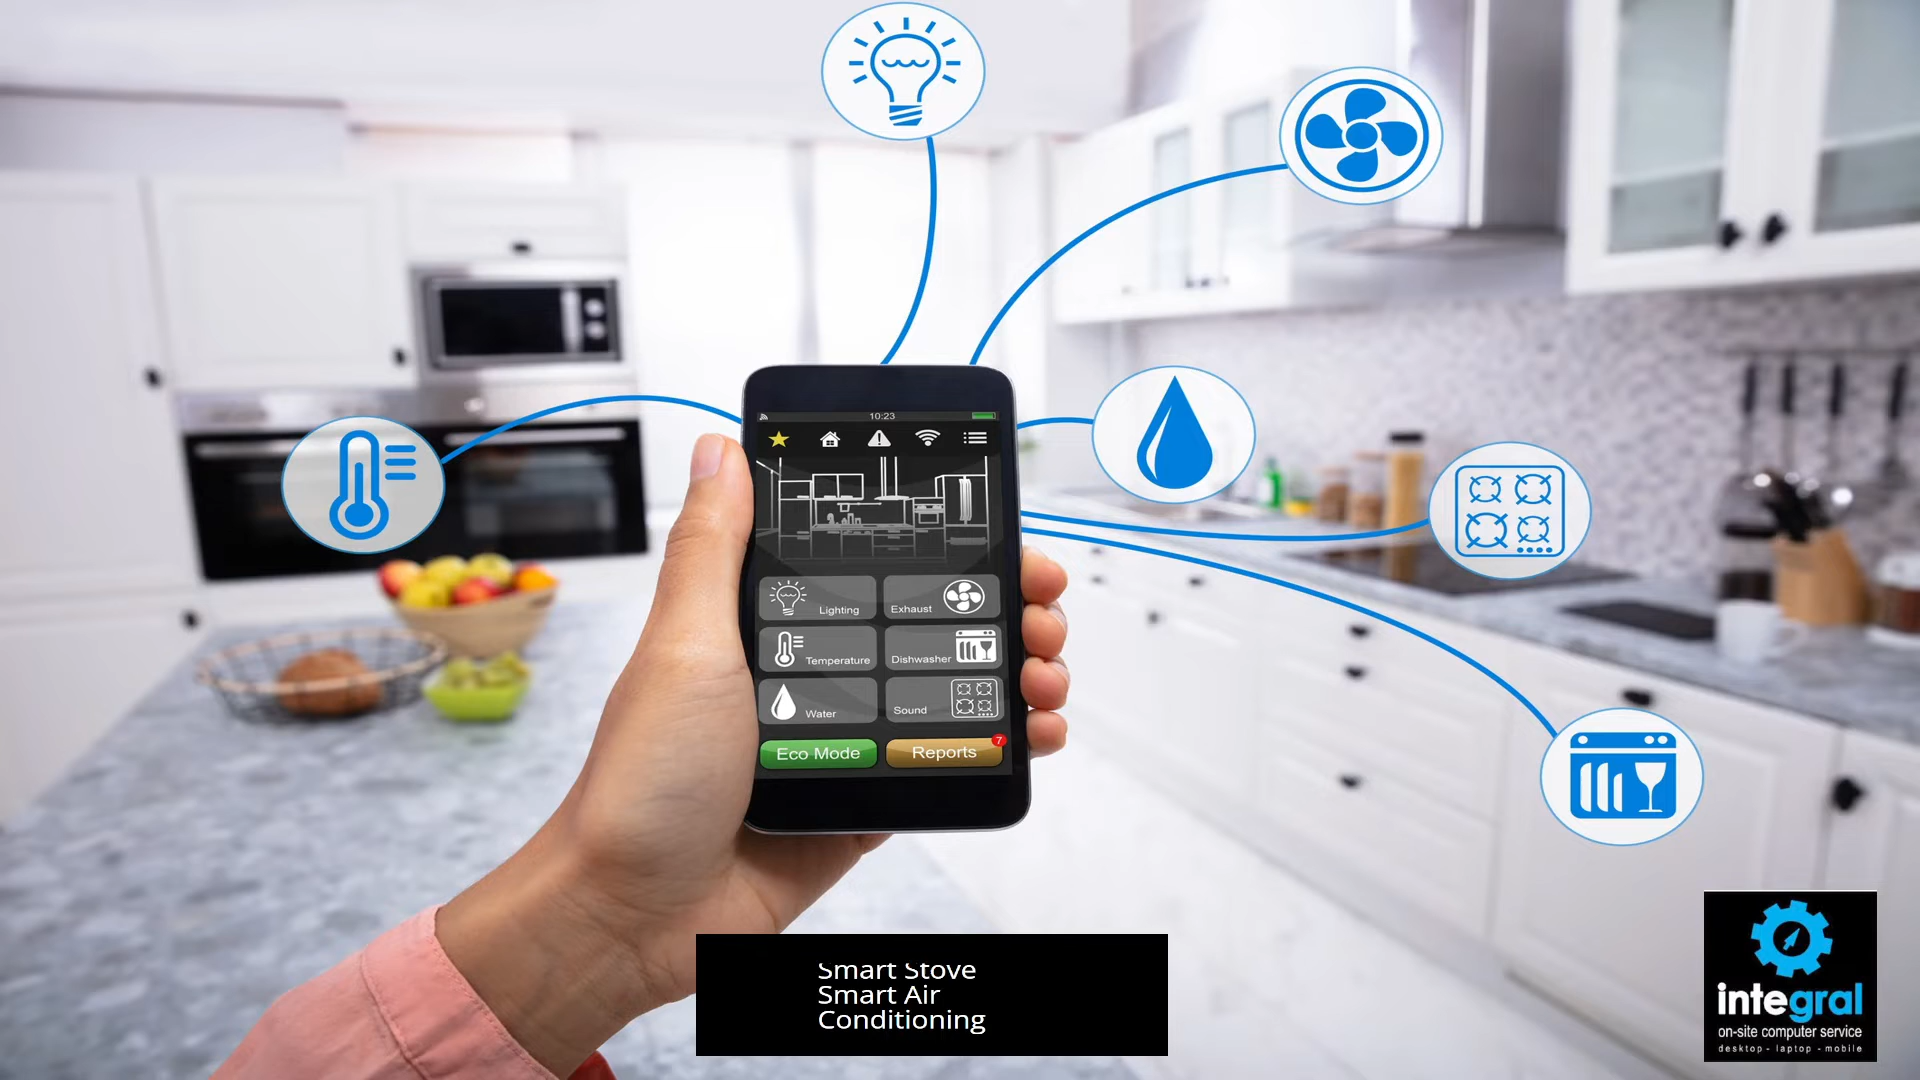 10:23
Lighting
Exhaust
Temperature
Dishwasher
Water
Sound
Eco Mode
Reports
7
Smart Stove
Smart Air
Conditioning
integral
on-site computer service
desktop - laptop - mobile